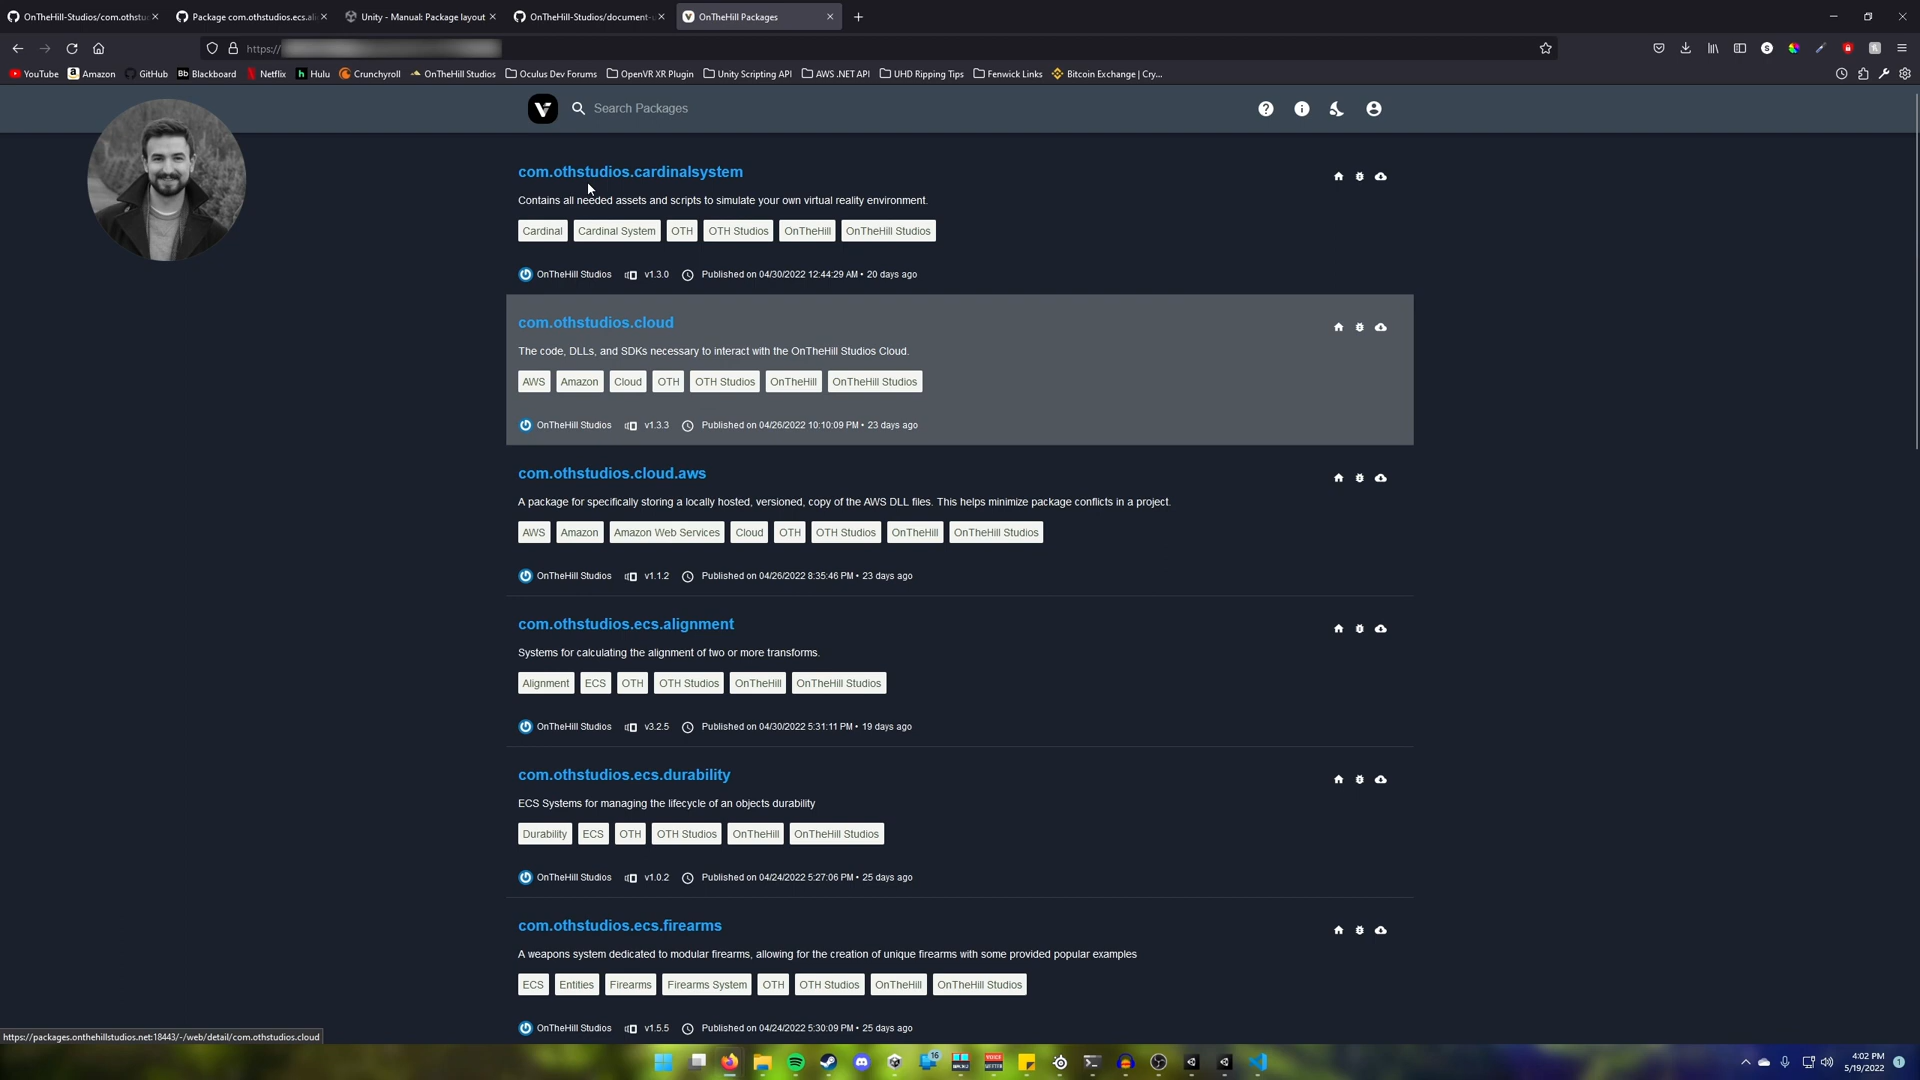 OnTheHill-Studios/com.othstuc
Package com.othstudios.ecs.ali
Unity - Manual: Package layout
OnTheHill-Studios/document-u
OnTheHill Packages
https://
YouTube
Amazon
GitHub
Bb Blackboard
Netflix
Hulu
Crunchyroll
OnTheHill Studios
Oculus Dev Forums
OpenVR XR Plugin
Unity Scripting API
AWS .NET API
UHD Ripping Tips
Fenwick Links
Bitcoin Exchange | Cry...
Search Packages
com.othstudios.cardinalsystem
Contains all needed assets and scripts to simulate your own virtual reality environment.
Cardinal Cardinal System OTH OTH Studios OnTheHill OnTheHill Studios
OnTheHill Studios v1.3.0 Published on 04/30/2022 12:44:29 AM • 20 days ago
com.othstudios.cloud
The code, DLLs, and SDKs necessary to interact with the OnTheHill Studios Cloud.
AWS Amazon Cloud OTH OTH Studios OnTheHill OnTheHill Studios
OnTheHill Studios v1.3.3 Published on 04/26/2022 10:10:09 PM • 23 days ago
com.othstudios.cloud.aws
A package for specifically storing a locally hosted, versioned, copy of the AWS DLL files. This helps minimize package conflicts in a project.
AWS Amazon Amazon Web Services Cloud OTH OTH Studios OnTheHill OnTheHill Studios
OnTheHill Studios v1.1.2 Published on 04/26/2022 8:35:46 PM • 23 days ago
com.othstudios.ecs.alignment
Systems for calculating the alignment of two or more transforms.
Alignment ECS OTH OTH Studios OnTheHill OnTheHill Studios
OnTheHill Studios v3.2.5 Published on 04/30/2022 5:31:11 PM • 19 days ago
com.othstudios.ecs.durability
ECS Systems for managing the lifecycle of an objects durability
Durability ECS OTH OTH Studios OnTheHill OnTheHill Studios
OnTheHill Studios v1.0.2 Published on 04/24/2022 5:27:06 PM • 25 days ago
com.othstudios.ecs.firearms
A weapons system dedicated to modular firearms, allowing for the creation of unique firearms with some provided popular examples
ECS Entities Firearms Firearms System OTH OTH Studios OnTheHill OnTheHill Studios
OnTheHill Studios v1.5.5 Published on 04/24/2022 5:30:09 PM • 25 days ago
https://packages.onthehillstudios.net:18443/-/web/detail/com.othstudios.cloud
16
4:02 PM
5/19/2022
1